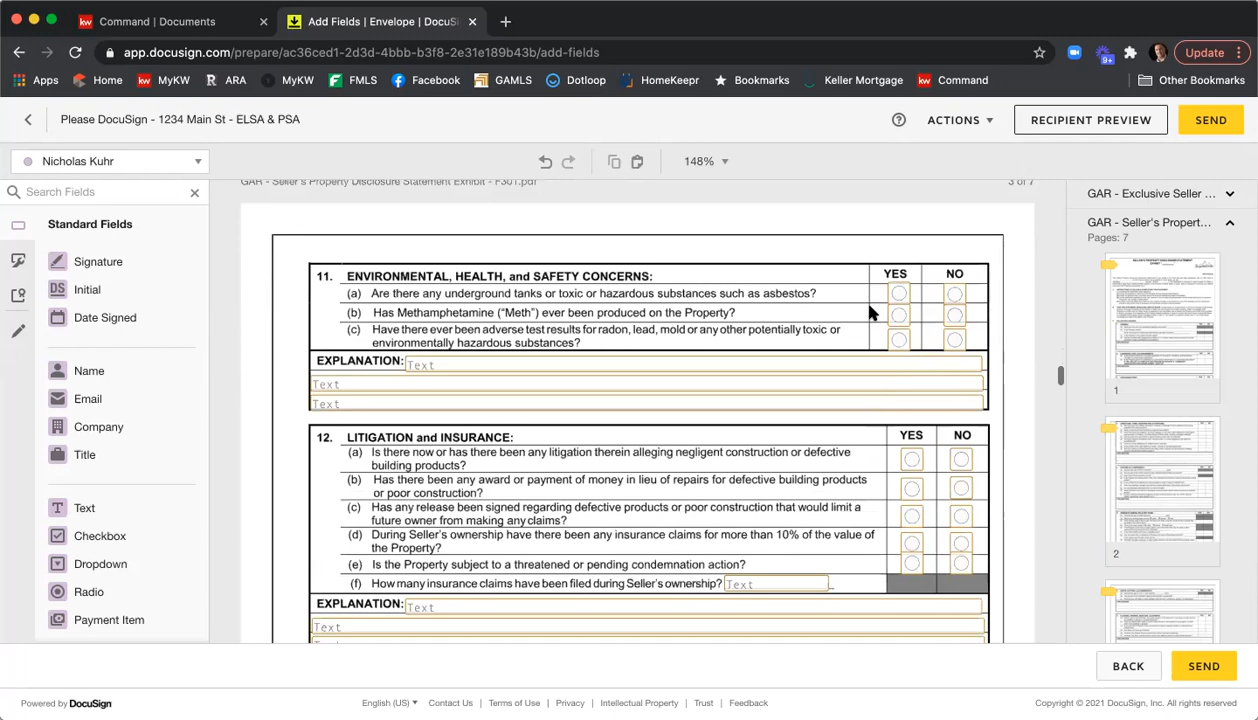 Command | Documents
Add Fields | Envelope | DocuSi
app.docusign.com/prepare/ac36ced1-2d3d-4bbb-b3f8-2e31e189b43b/add-fields
Update
9+
Apps
Home
kw MyKW
R ARA
MyKW
FMLS
Facebook
GAMLS
Dotloop
HomeKeepr
Bookmarks
Keller Mortgage
kw Command
Other Bookmarks
Please DocuSign - 1234 Main St - ELSA & PSA
ACTIONS
RECIPIENT PREVIEW
SEND
Nicholas Kuhr
148%
Search Fields
GAR - Seller's Property Disclosure Statement Exhibit - F301.pdf
3 of 7
Standard Fields
Signature
DS Initial
Date Signed
Name
Email
Company
Title
T Text
Checkbox
Dropdown
Radio
Payment Item
11. ENVIRONMENTAL, HEALTH, and SAFETY CONCERNS: YES NO
(a) Are there any underground tanks or toxic or hazardous substances such as asbestos?
(b) Has Methamphetamine ("Meth") ever been produced on the Property?
(c) Have there ever been adverse test results for radon, lead, mold or any other potentially toxic or
environmentally hazardous substances?
EXPLANATION: Text
Text
Text
12. LITIGATION and INSURANCE: YES NO
(a) Is there now or has there been any litigation therein alleging negligent construction or defective
building products?
(b) Has there been any award or payment of money in lieu of repairs for defective building products
or poor construction?
(c) Has any release been signed regarding defective products or poor construction that would limit a
future owner from making any claims?
(d) During Seller's ownership have there been any insurance claims for more than 10% of the value of
the Property?
(e) Is the Property subject to a threatened or pending condemnation action?
(f) How many insurance claims have been filed during Seller's ownership? Text
EXPLANATION: Text
Text
GAR - Exclusive Seller ...
GAR - Seller's Propert...
Pages: 7
1
2
BACK
SEND
Powered by DocuSign
English (US)
Contact Us
Terms of Use
Privacy
Intellectual Property
Trust
Feedback
Copyright © 2021 DocuSign, Inc. All rights reserved